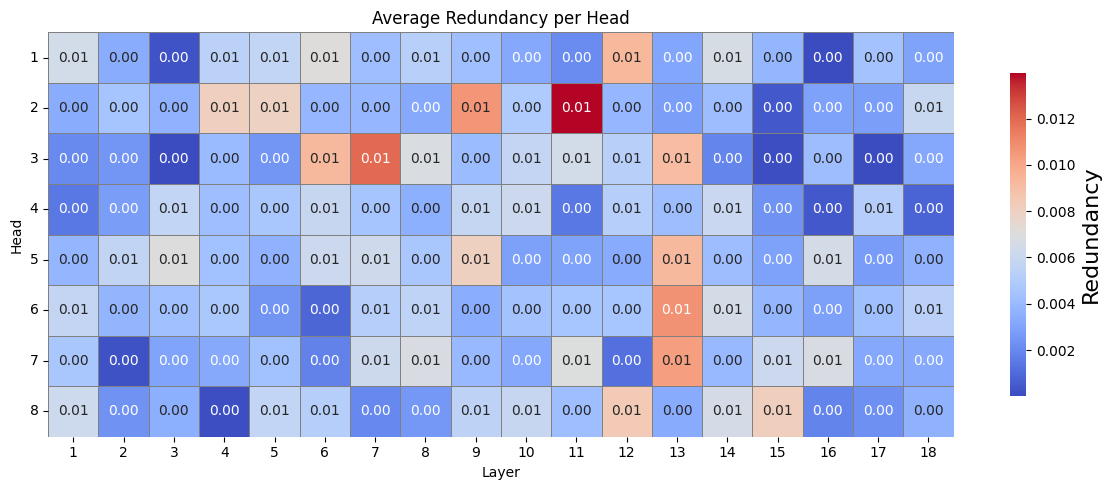 Average Redundancy per Head
1 0.01 0.00 0.00 0.01 0.01 0.01 0.00 0.01 0.00 0.00 0.00 0.01 0.00 0.01 0.00 0.00 0.00 0.00
2 0.00 0.00 0.00 0.01 0.01 0.00 0.00 0.00 0.01 0.00 0.01 0.00 0.00 0.00 0.00 0.00 0.00 0.01
3 0.00 0.00 0.00 0.00 0.00 0.01 0.01 0.01 0.00 0.01 0.01 0.01 0.01 0.00 0.00 0.00 0.00 0.00
4 0.00 0.00 0.01 0.00 0.00 0.01 0.00 0.00 0.01 0.01 0.00 0.01 0.00 0.01 0.00 0.00 0.01 0.00
5 0.00 0.01 0.01 0.00 0.00 0.01 0.01 0.00 0.01 0.00 0.00 0.00 0.01 0.00 0.00 0.01 0.00 0.00
6 0.01 0.00 0.00 0.00 0.00 0.00 0.01 0.01 0.00 0.00 0.00 0.00 0.01 0.01 0.00 0.00 0.00 0.01
7 0.00 0.00 0.00 0.00 0.00 0.00 0.01 0.01 0.00 0.00 0.01 0.00 0.01 0.00 0.01 0.01 0.00 0.00
8 0.01 0.00 0.00 0.00 0.01 0.01 0.00 0.00 0.01 0.01 0.00 0.01 0.00 0.01 0.01 0.00 0.00 0.00
Head
1 2 3 4 5 6 7 8 9 10 11 12 13 14 15 16 17 18
Layer
0.012
0.010
0.008
0.006
0.004
0.002
Redundancy